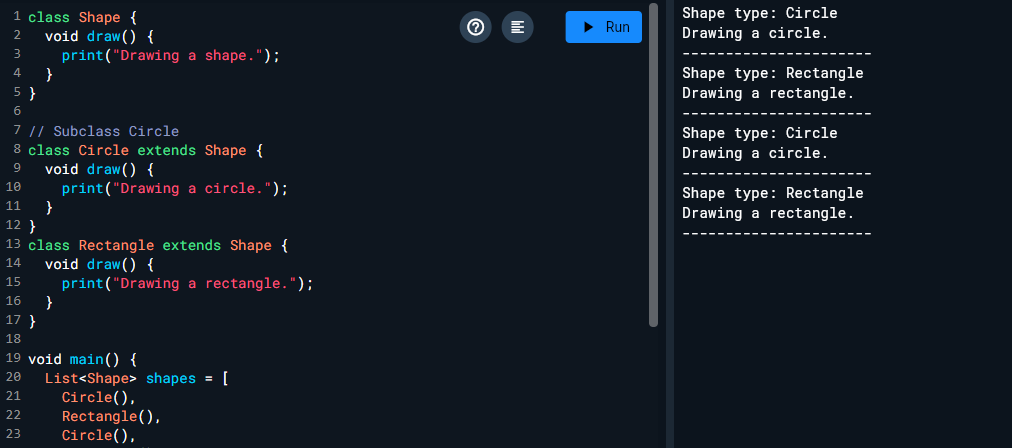 1 class Shape {
2   void draw() {
3     print("Drawing a shape.");
4   }
5 }
6
7 // Subclass Circle
8 class Circle extends Shape {
9   void draw() {
10     print("Drawing a circle.");
11   }
12 }
13 class Rectangle extends Shape {
14   void draw() {
15     print("Drawing a rectangle.");
16   }
17 }
18
19 void main() {
20   List<Shape> shapes = [
21     Circle(),
22     Rectangle(),
23     Circle(),
Run
Shape type: Circle
Drawing a circle.
----------------------
Shape type: Rectangle
Drawing a rectangle.
----------------------
Shape type: Circle
Drawing a circle.
----------------------
Shape type: Rectangle
Drawing a rectangle.
----------------------